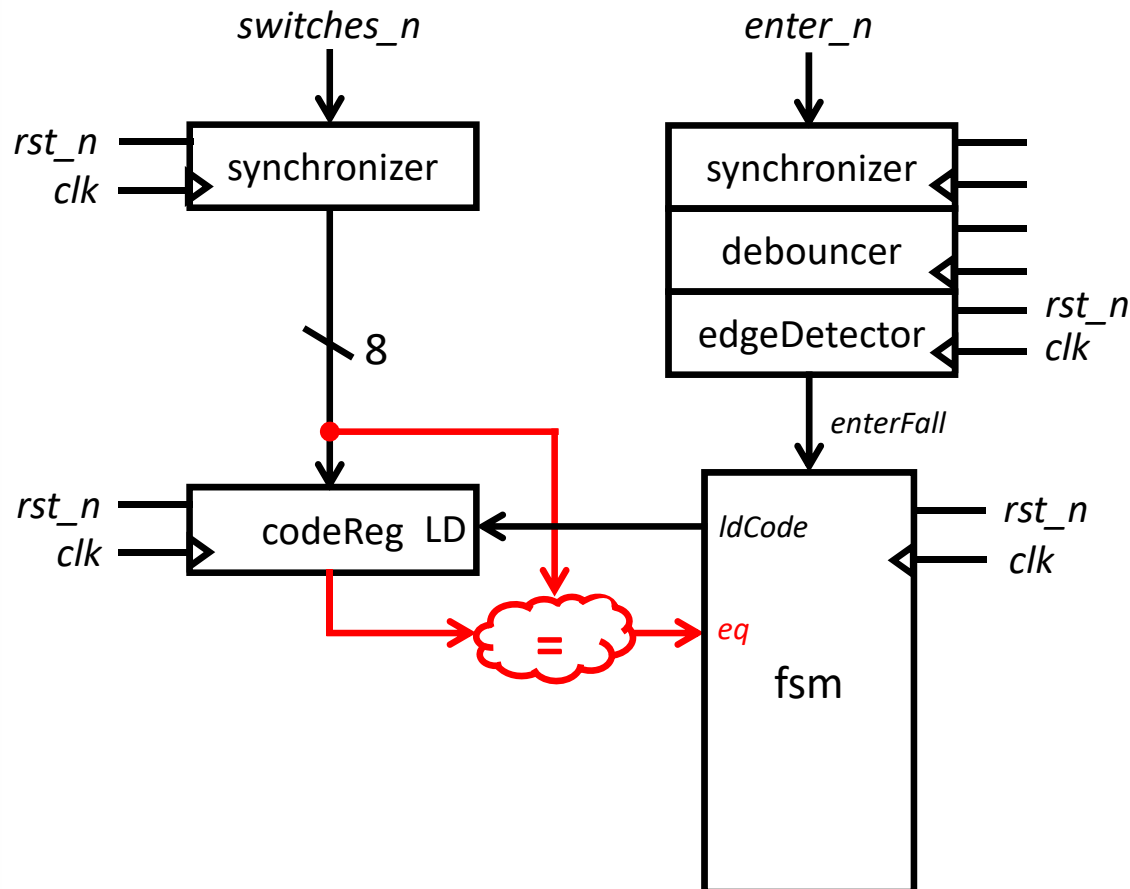 switches_n
enter_n
rst_n
clk
synchronizer
synchronizer
debouncer
edgeDetector
rst_n
clk
8
enterFall
rst_n
clk
codeReg
LD
ldCode
rst_n
clk
=
eq
fsm